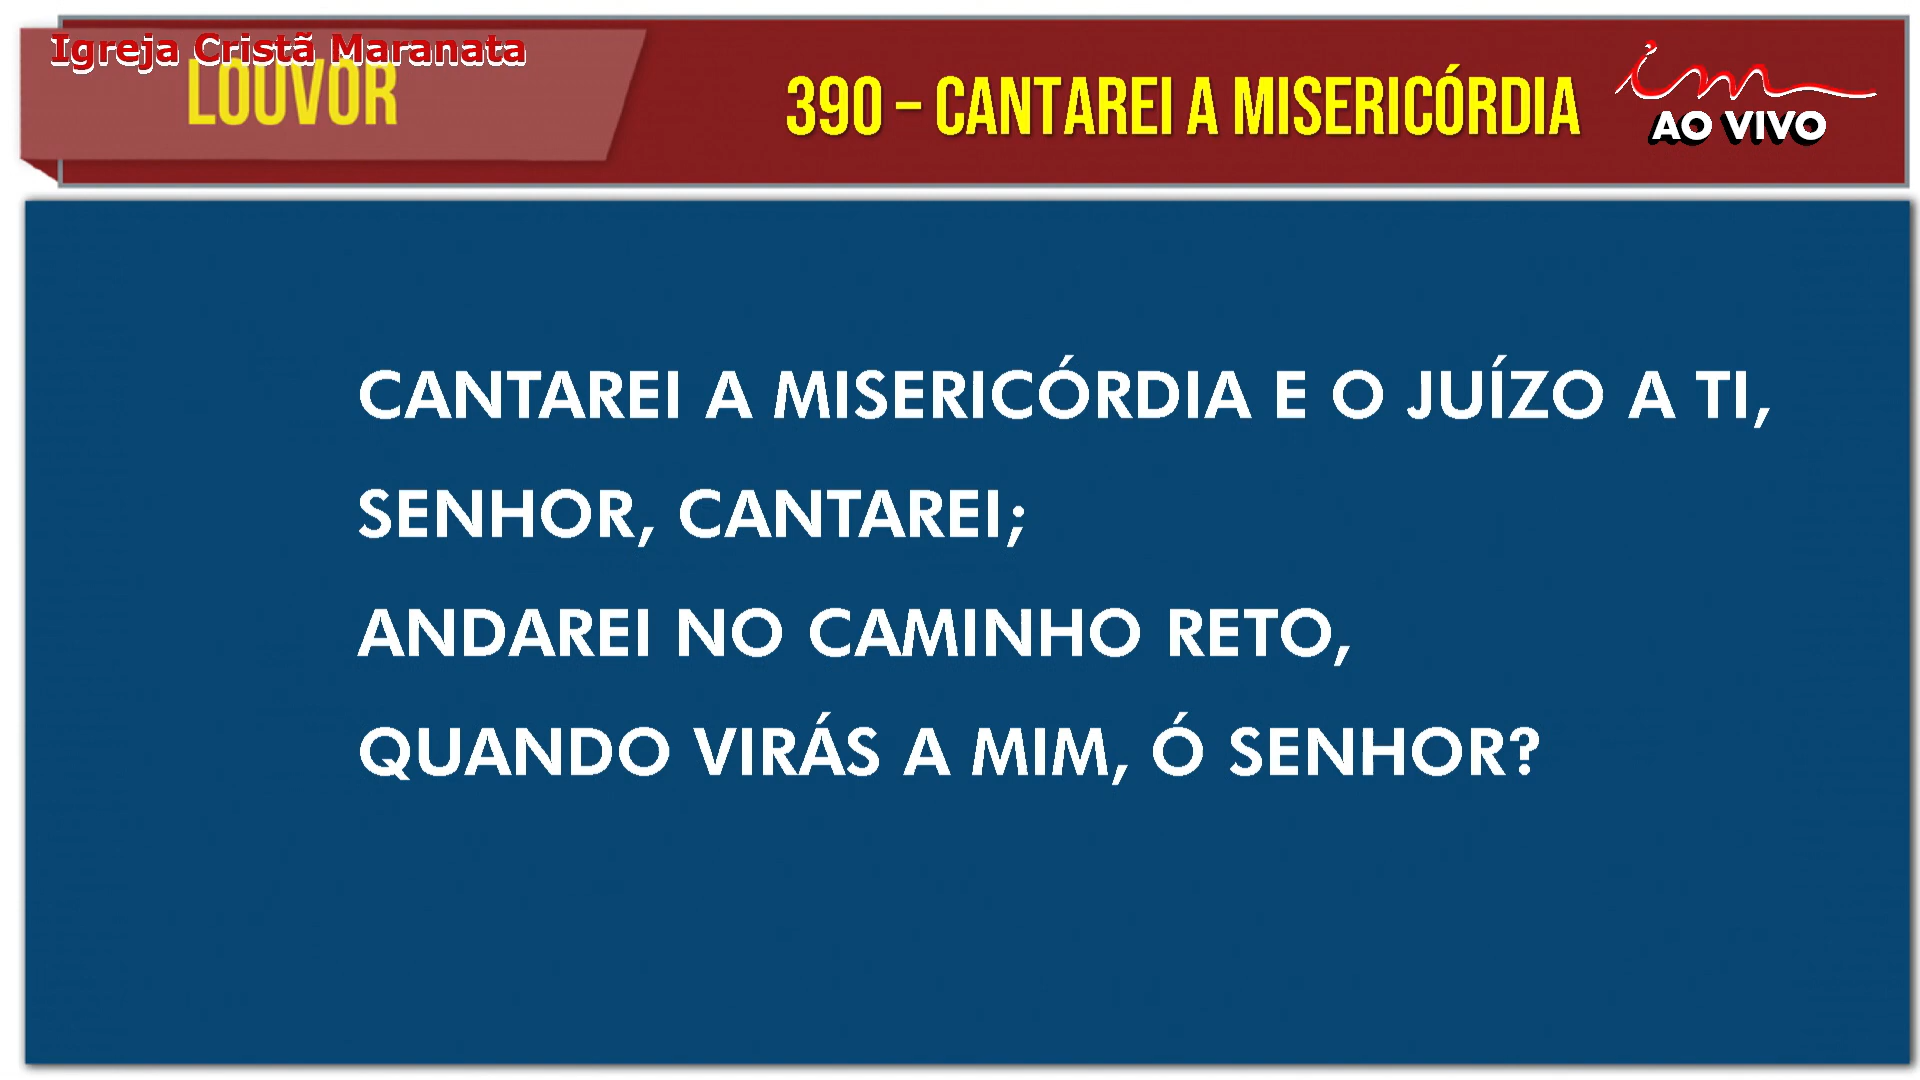 Igreja Cristã Maranata
LOUVOR
390 – CANTAREI A MISERICÓRDIA
im
AO VIVO
CANTAREI A MISERICÓRDIA E O JUÍZO A TI,
SENHOR, CANTAREI;
ANDAREI NO CAMINHO RETO,
QUANDO VIRÁS A MIM, Ó SENHOR?